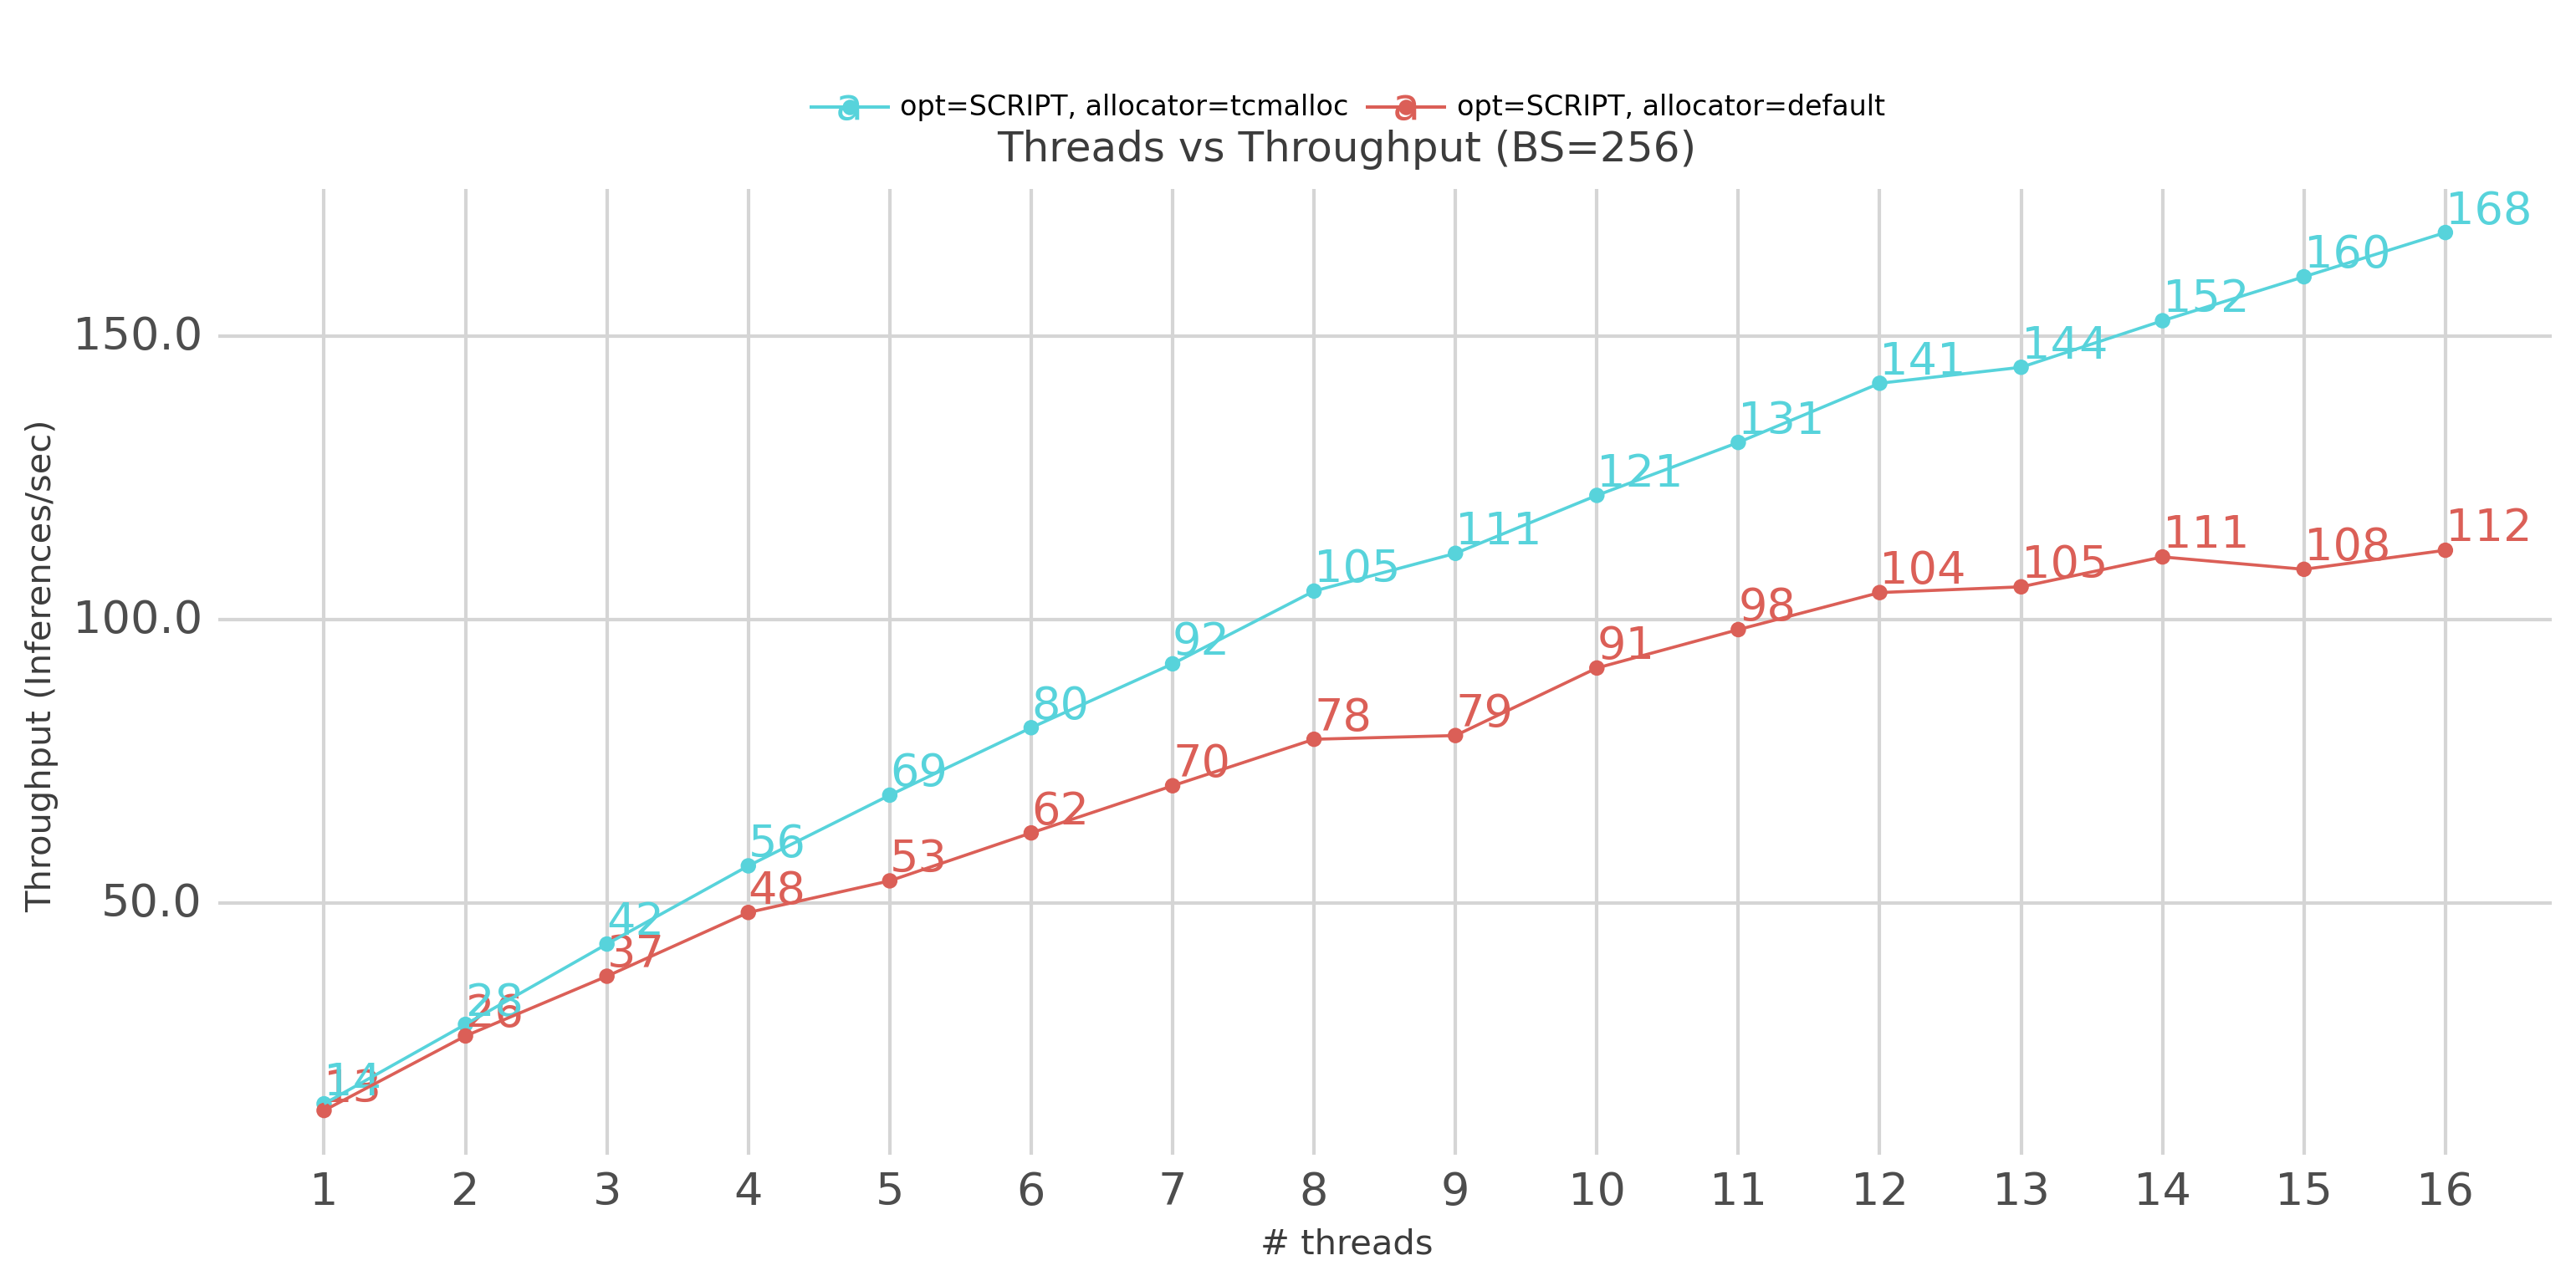 a opt=SCRIPT, allocator=tcmalloc a opt=SCRIPT, allocator=default
Threads vs Throughput (BS=256)
Throughput (Inferences/sec)
150.0
100.0
50.0
14 28 42 56 69 80 92 105 111 121 131 141 144 152 160 168
13 26 37 48 53 62 70 78 79 91 98 104 105 111 108 112
1 2 3 4 5 6 7 8 9 10 11 12 13 14 15 16
# threads